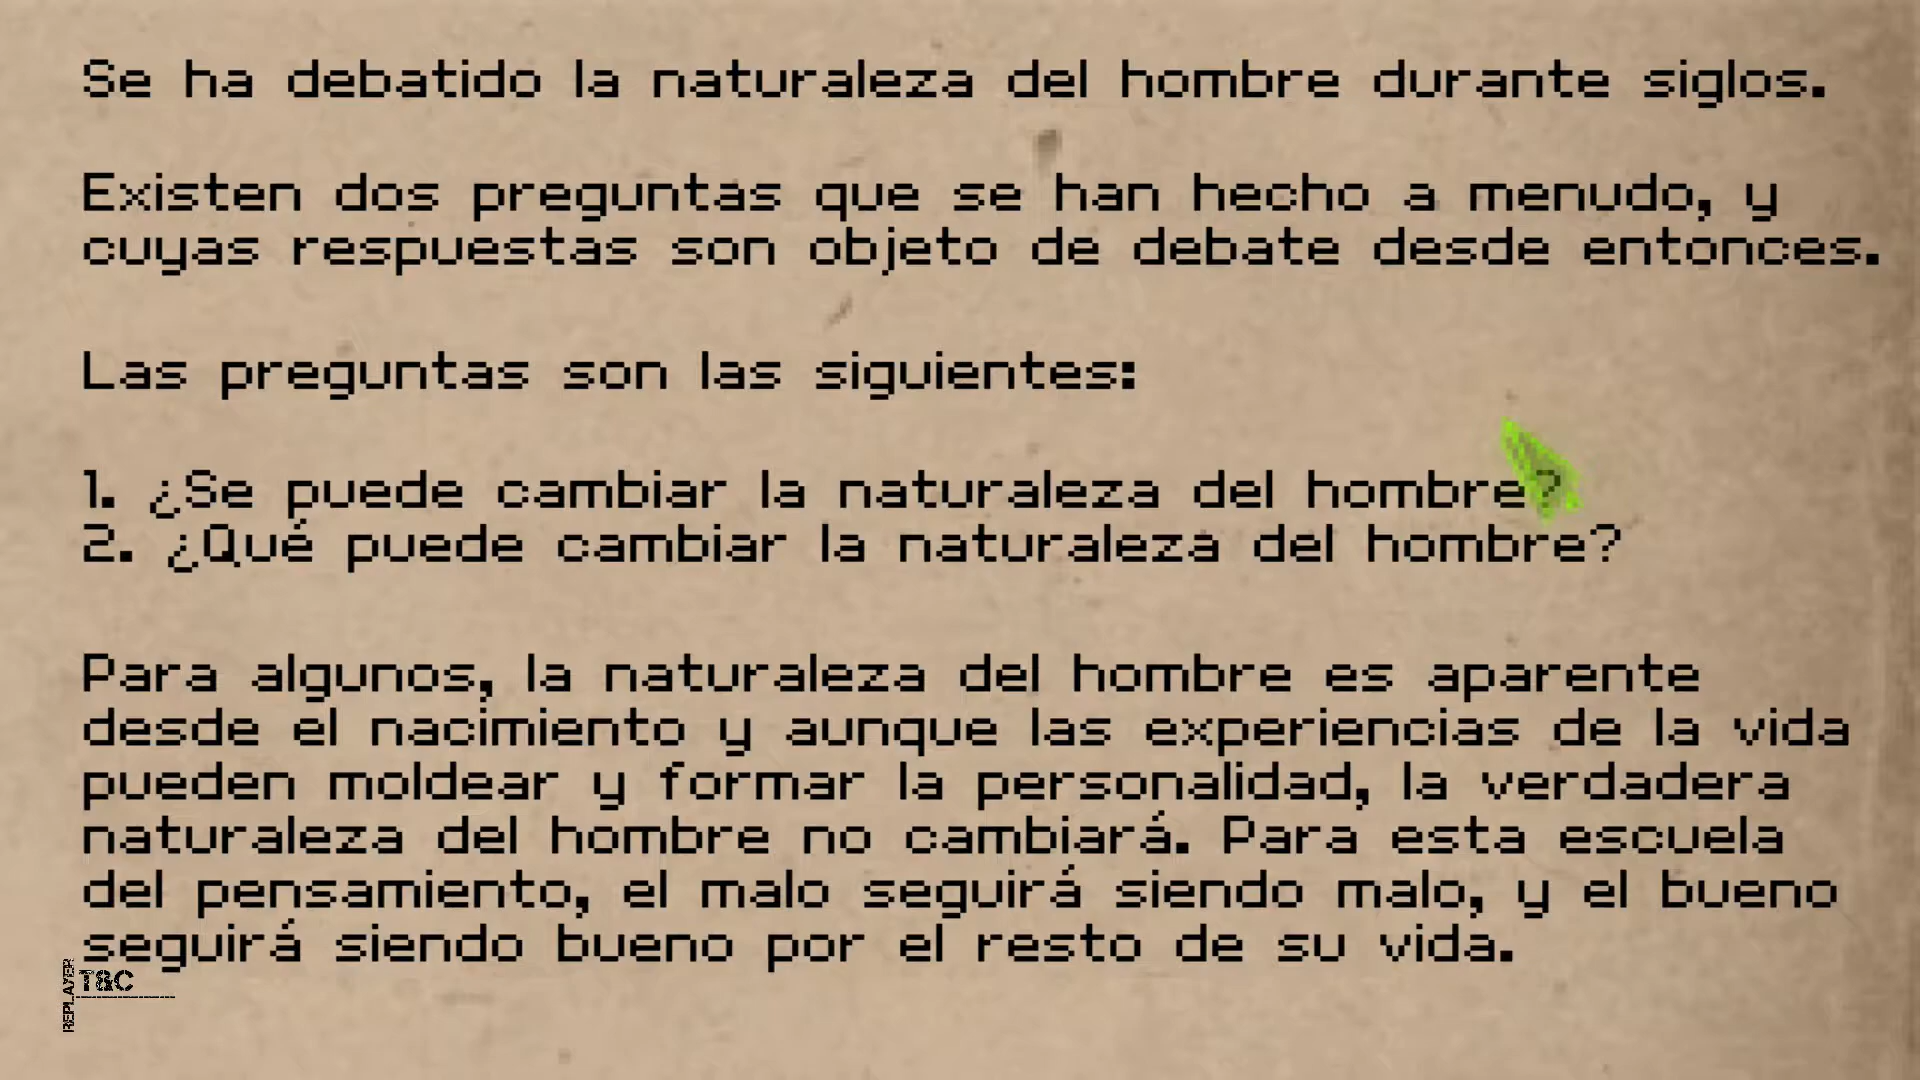 Se ha debatido la naturaleza del hombre durante siglos.
Existen dos preguntas que se han hecho a menudo, y
cuyas respuestas son objeto de debate desde entonces.
Las preguntas son las siguientes:
1. ¿Se puede cambiar la naturaleza del hombre?
2. ¿Qué puede cambiar la naturaleza del hombre?
Para algunos, la naturaleza del hombre es aparente
desde el nacimiento y aunque las experiencias de la vida
pueden moldear y formar la personalidad, la verdadera
naturaleza del hombre no cambiará. Para esta escuela
del pensamiento, el malo seguirá siendo malo, y el bueno
seguirá siendo bueno por el resto de su vida.
T&C
REPLAYER